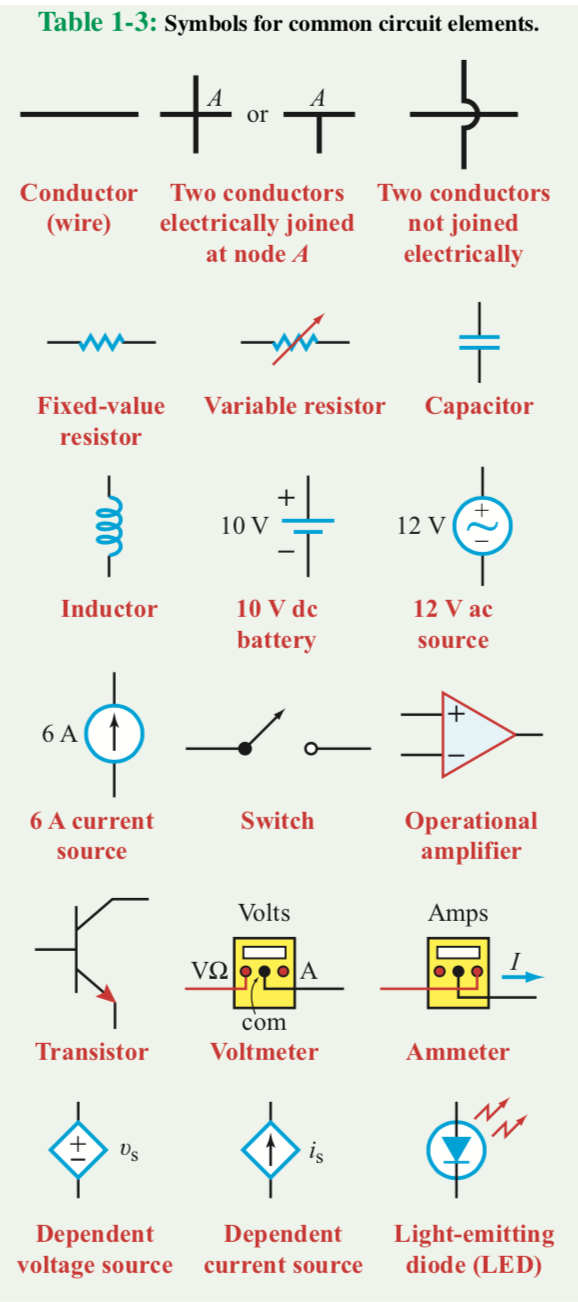 Table 1-3: Symbols for common circuit elements.
A or A
Conductor
(wire)
Two conductors
electrically joined
at node A
Two conductors
not joined
electrically
Fixed-value
resistor
Variable resistor
Capacitor
Inductor
+
10 V
−
10 V dc
battery
12 V
+
~
−
12 V ac
source
6 A
6 A current
source
Switch
+
−
Operational
amplifier
Transistor
Volts
VΩ A
com
Voltmeter
Amps
I
Ammeter
+
−
υs
Dependent
voltage source
is
Dependent
current source
Light-emitting
diode (LED)